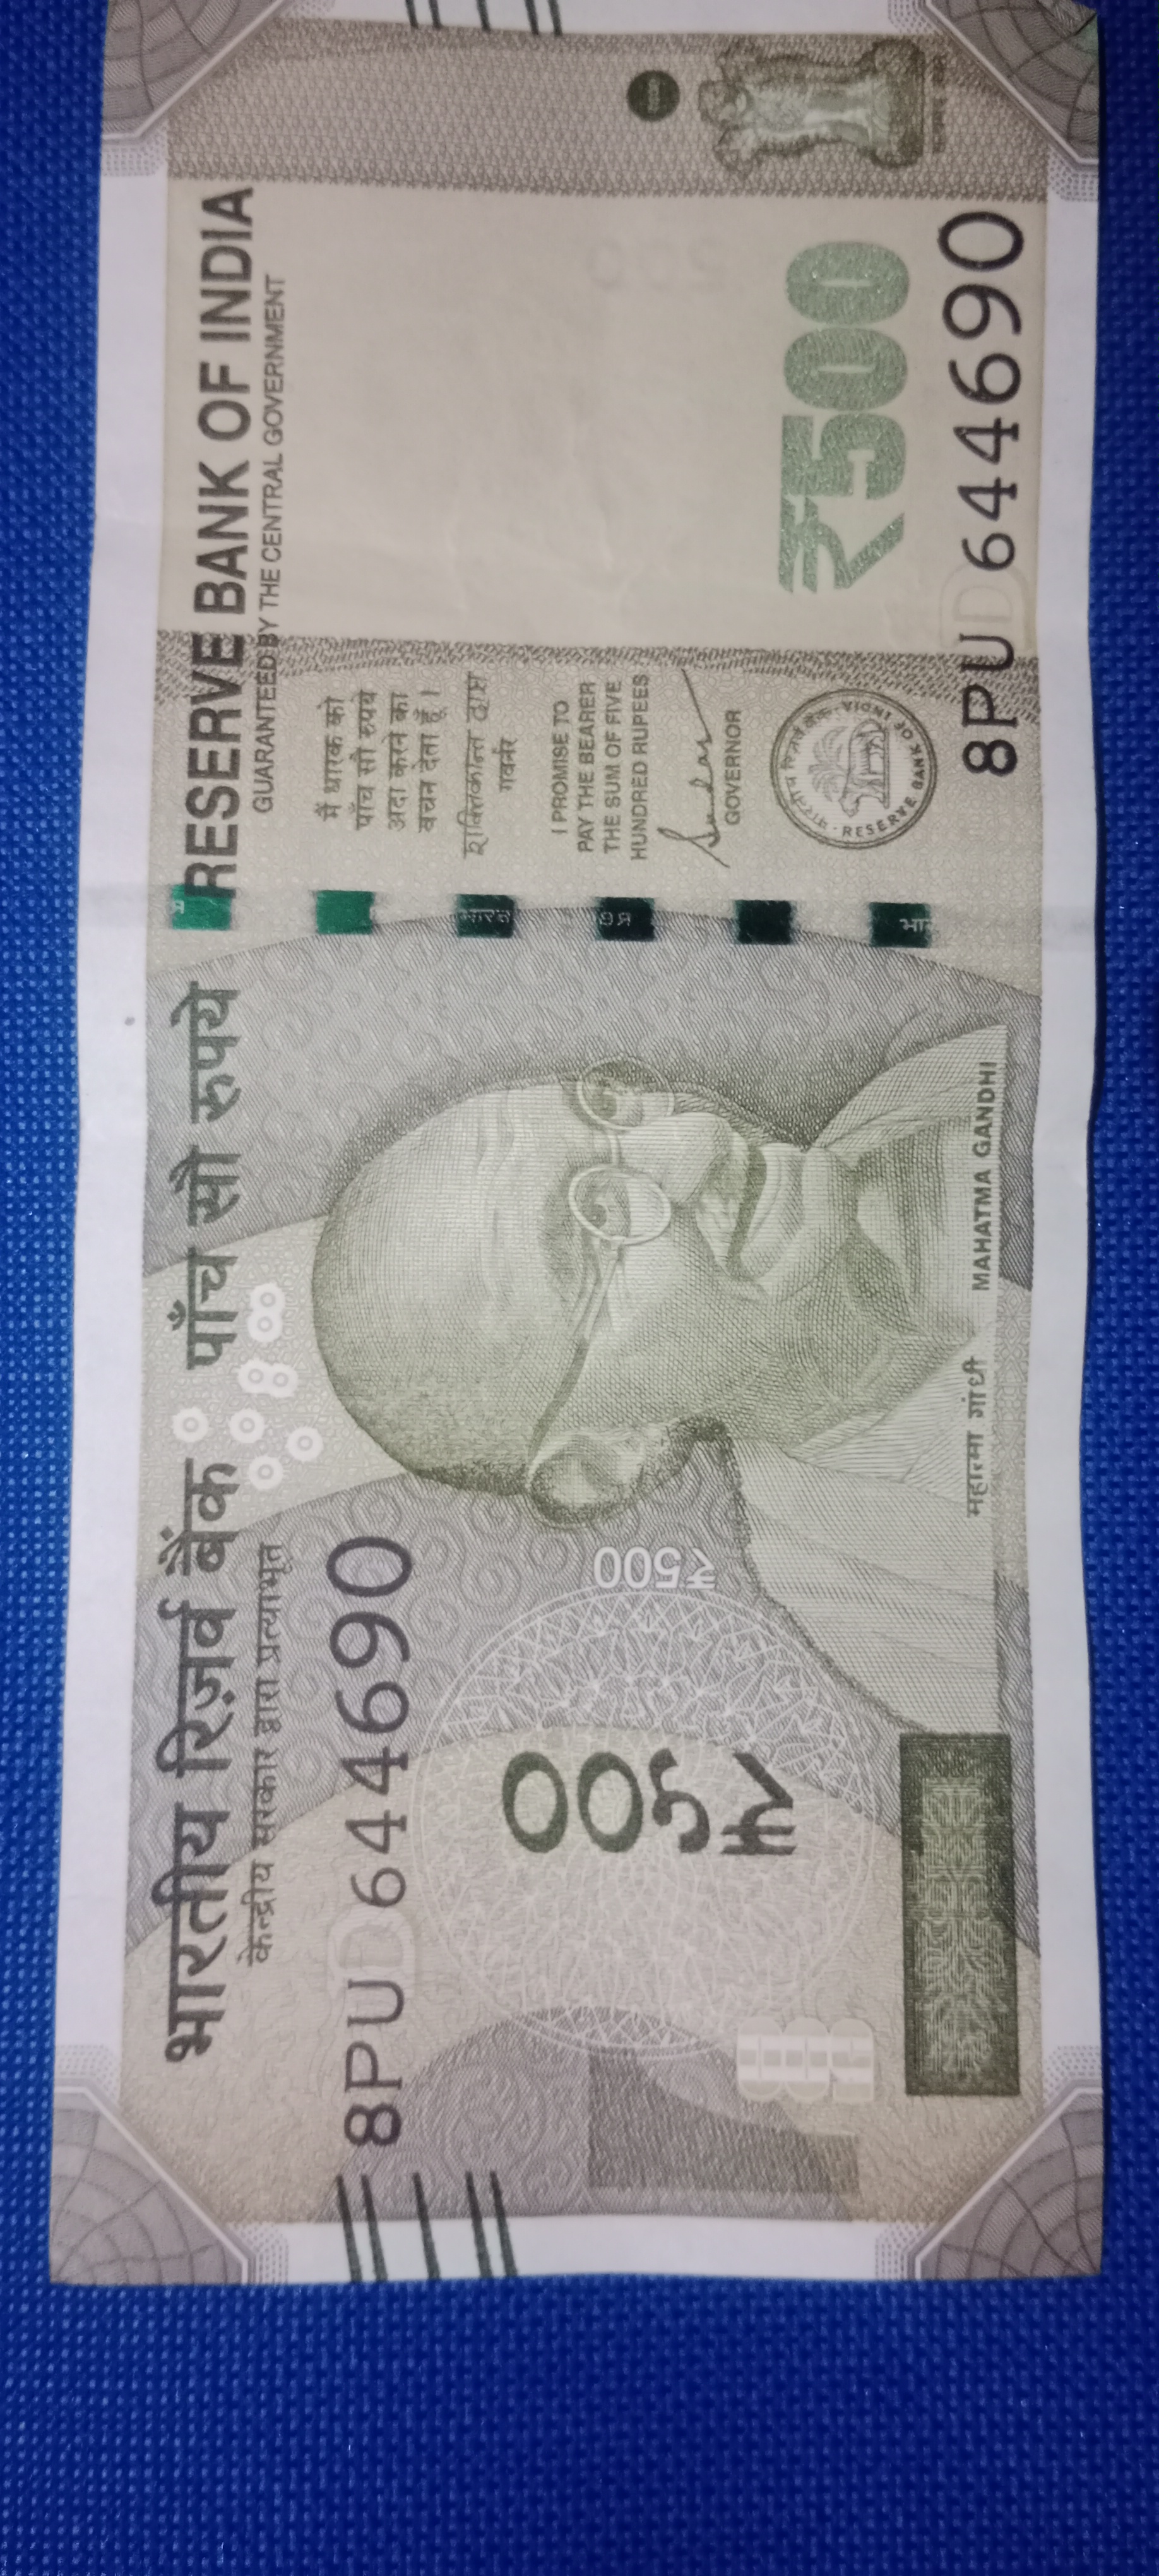 भारतीय रिज़र्व बैंक
केन्द्रीय सरकार द्वारा प्रत्याभूत
पाँच सौ रुपये
RESERVE BANK OF INDIA
GUARANTEED BY THE CENTRAL GOVERNMENT
8PU 644690
₹500
₹५००
महात्मा गांधी MAHATMA GANDHI
भारत
मैं धारक को
पाँच सौ रुपये
अदा करने का
वचन देता हूँ।
शक्तिकान्त दास
गवर्नर
I PROMISE TO
PAY THE BEARER
THE SUM OF FIVE
HUNDRED RUPEES
GOVERNOR
RESERVE BANK OF INDIA
₹500
8PU 644690